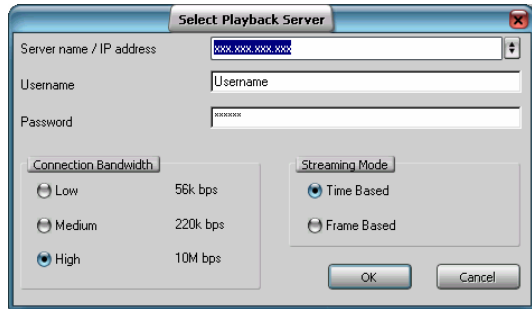 Select Playback Server
Server name / IP address xxx.xxx.xxx.xxx
Username Username
Password xxxxxx
Connection Bandwidth
Low 56k bps
Medium 220k bps
High 10M bps
Streaming Mode
Time Based
Frame Based
OK Cancel